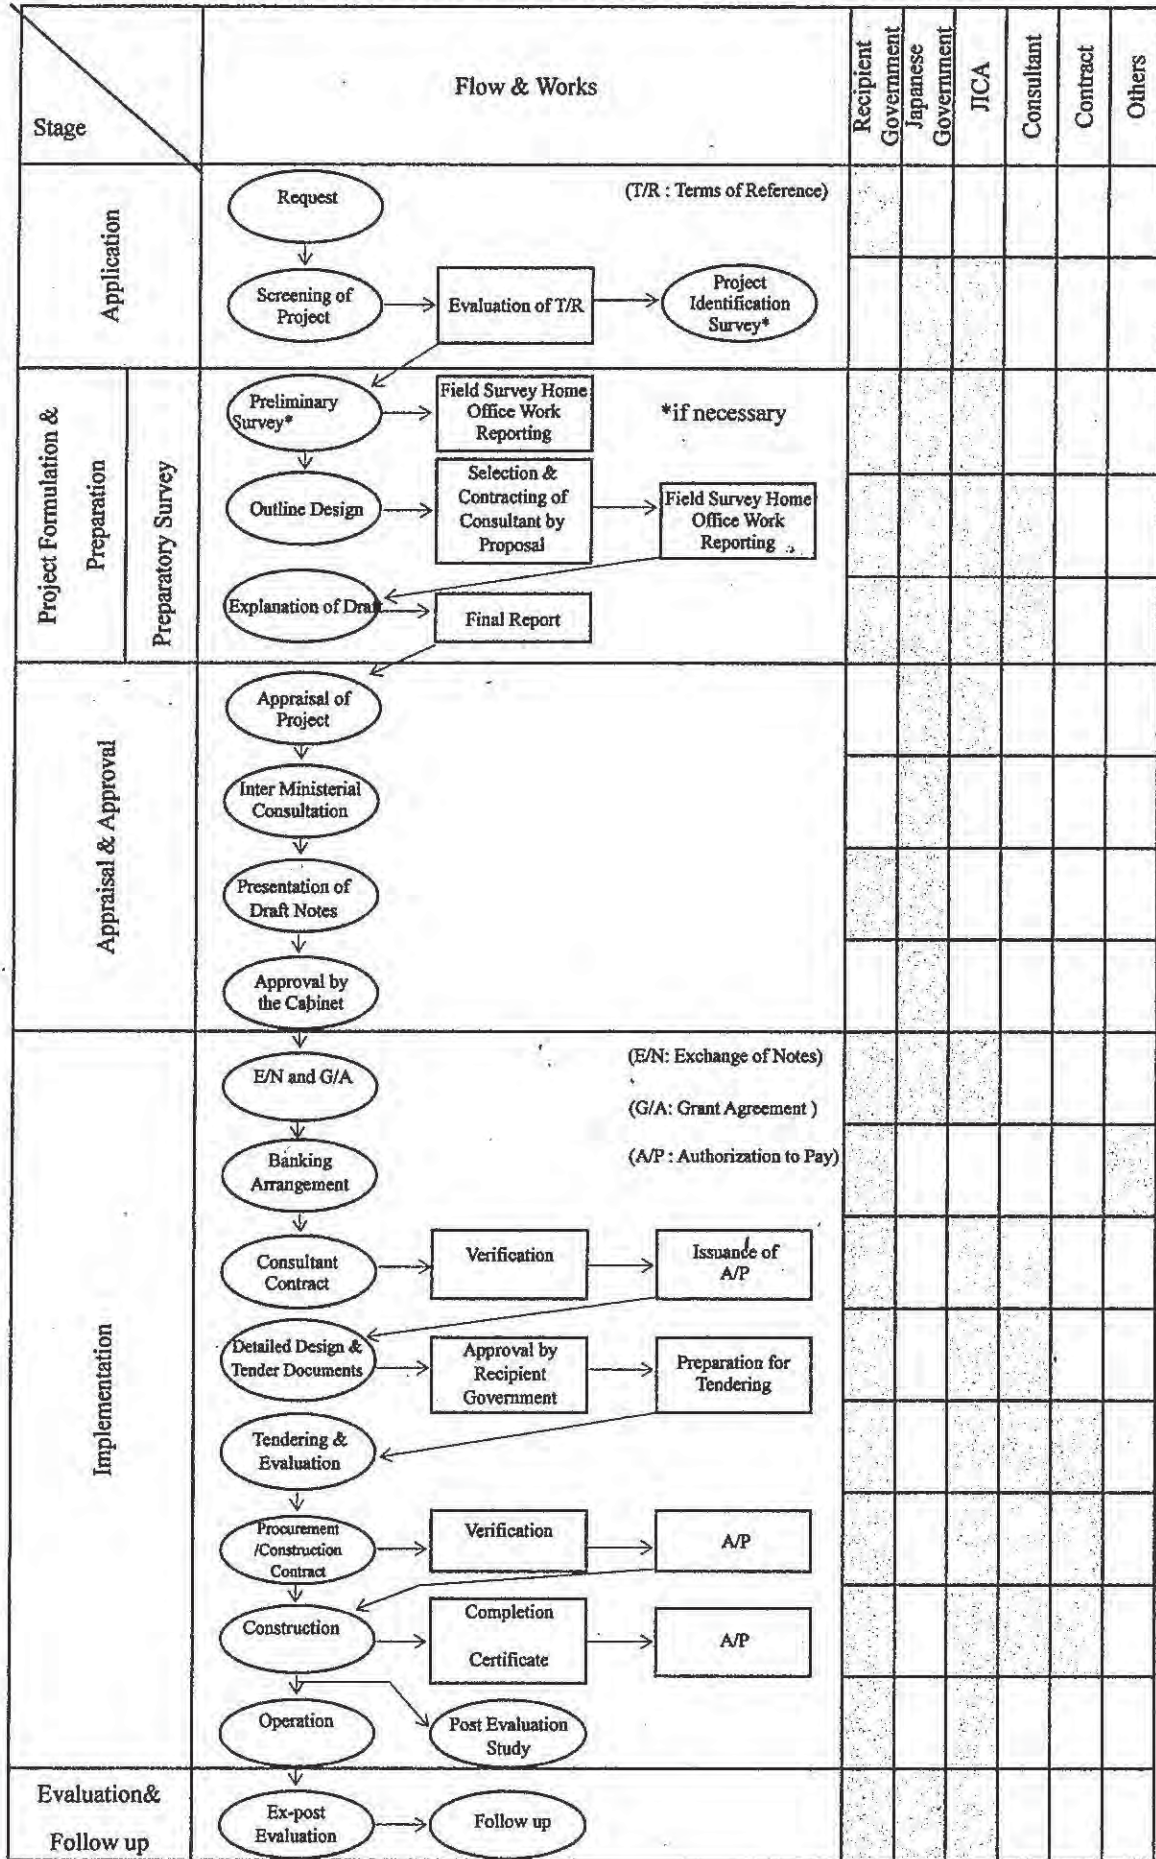 Stage
Flow & Works
Recipient
Government
Japanese
Government
JICA
Consultant
Contract
Others
Application
Request
(T/R : Terms of Reference)
Screening of
Project
Evaluation of T/R
Project
Identification
Survey*
Project Formulation &
Preparation
Preparatory Survey
Preliminary
Survey*
Field Survey Home
Office Work
Reporting
*if necessary
Outline Design
Selection &
Contracting of
Consultant by
Proposal
Field Survey Home
Office Work
Reporting
Explanation of Draft
Final Report
Appraisal & Approval
Appraisal of
Project
Inter Ministerial
Consultation
Presentation of
Draft Notes
Approval by
the Cabinet
Implementation
E/N and G/A
(E/N: Exchange of Notes)
(G/A: Grant Agreement )
(A/P : Authorization to Pay)
Banking
Arrangement
Consultant
Contract
Verification
Issuance of
A/P
Detailed Design &
Tender Documents
Approval by
Recipient
Government
Preparation for
Tendering
Tendering &
Evaluation
Procurement
/Construction
Contract
Verification
A/P
Construction
Completion
Certificate
A/P
Operation
Post Evaluation
Study
Evaluation&
Follow up
Ex-post
Evaluation
Follow up